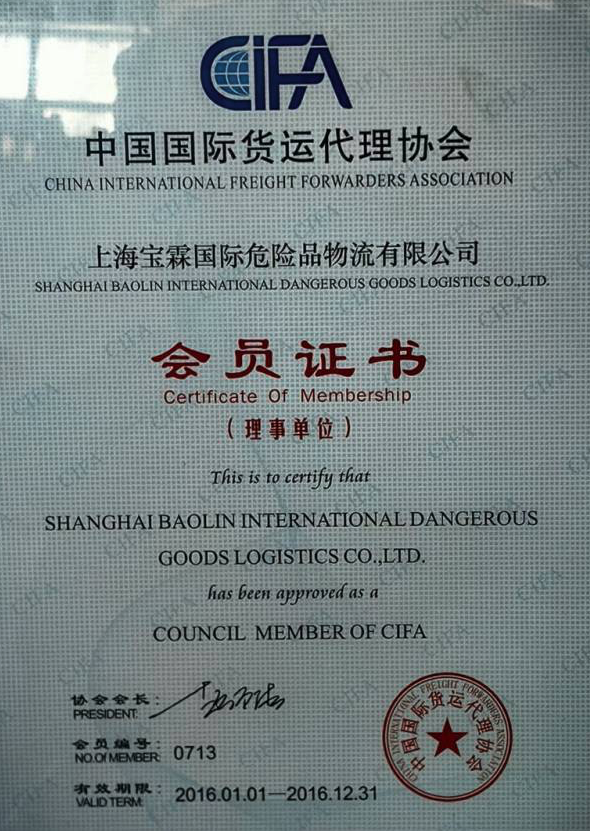 CIFA
中国国际货运代理协会
CHINA INTERNATIONAL FREIGHT FORWARDERS ASSOCIATION
上海宝霖国际危险品物流有限公司
SHANGHAI BAOLIN INTERNATIONAL DANGEROUS GOODS LOGISTICS CO.,LTD.
会员证书
Certificate Of Membership
(理事单位)
This is to certify that
SHANGHAI BAOLIN INTERNATIONAL DANGEROUS
GOODS LOGISTICS CO.,LTD.
has been approved as a
COUNCIL MEMBER OF CIFA
协会会长:
PRESIDENT:
会员编号:
NO.Of MEMBER: 0713
有效期限:
VALID TERM: 2016.01.01—2016.12.31
CHINA INTERNATIONAL FREIGHT FORWARDERS ASSOCIATION
中国国际货运代理协会